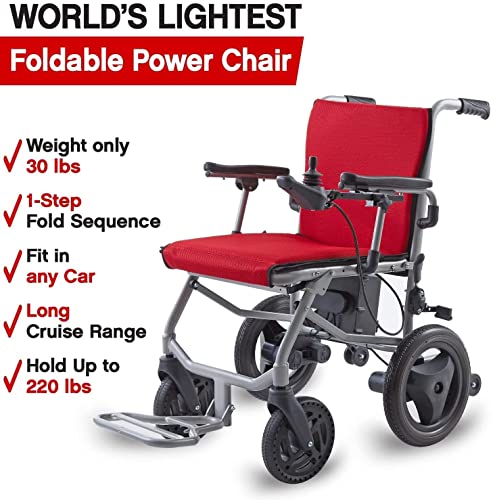 WORLD'S LIGHTEST
Foldable Power Chair
Weight only
30 lbs
1-Step
Fold Sequence
Fit in
any Car
Long
Cruise Range
Hold Up to
220 lbs